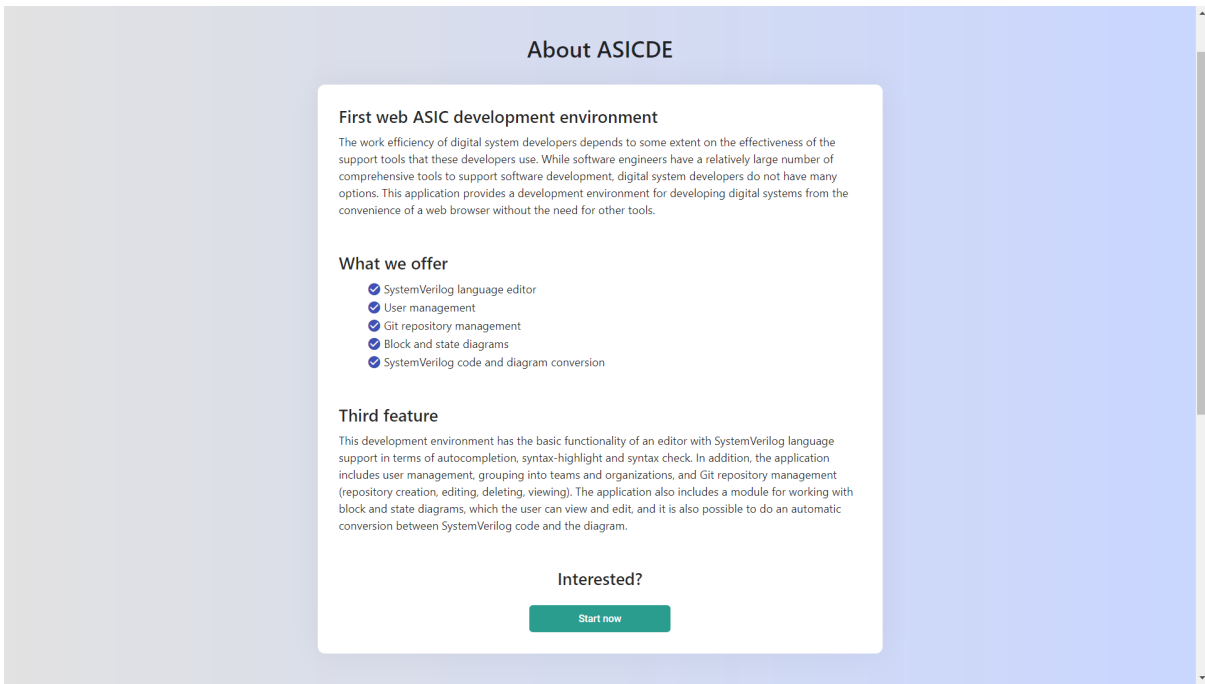 About ASICDE
First web ASIC development environment
The work efficiency of digital system developers depends to some extent on the effectiveness of the
support tools that these developers use. While software engineers have a relatively large number of
comprehensive tools to support software development, digital system developers do not have many
options. This application provides a development environment for developing digital systems from the
convenience of a web browser without the need for other tools.
What we offer
SystemVerilog language editor
User management
Git repository management
Block and state diagrams
SystemVerilog code and diagram conversion
Third feature
This development environment has the basic functionality of an editor with SystemVerilog language
support in terms of autocompletion, syntax-highlight and syntax check. In addition, the application
includes user management, grouping into teams and organizations, and Git repository management
(repository creation, editing, deleting, viewing). The application also includes a module for working with
block and state diagrams, which the user can view and edit, and it is also possible to do an automatic
conversion between SystemVerilog code and the diagram.
Interested?
Start now